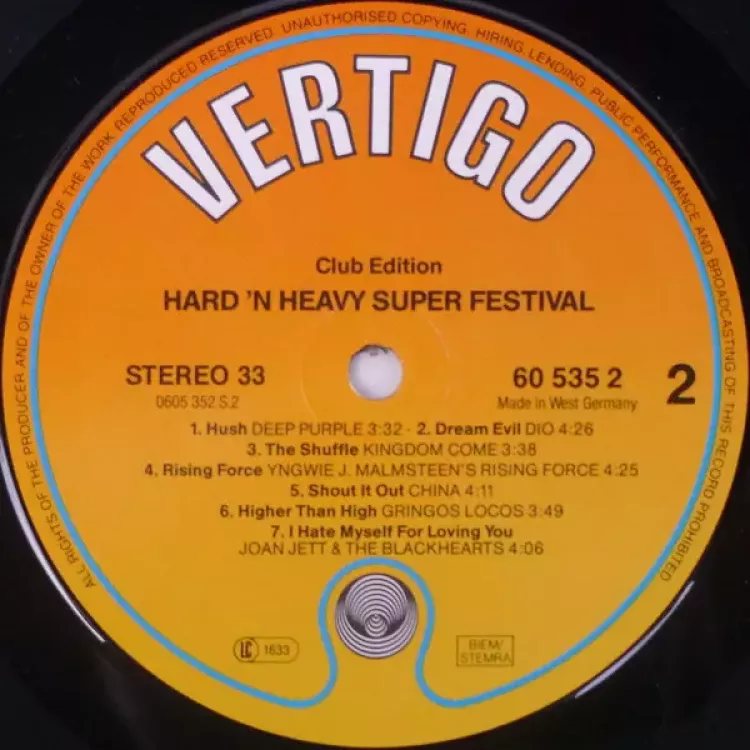 ALL RIGHTS OF THE PRODUCER AND OF THE OWNER OF THE WORK REPRODUCED RESERVED. UNAUTHORISED COPYING, HIRING, LENDING, PUBLIC PERFORMANCE AND BROADCASTING OF THIS RECORD PROHIBITED
VERTIGO
Club Edition
HARD 'N HEAVY SUPER FESTIVAL
STEREO 33
0605 352 S.2
60 535 2
Made in West Germany
2
1. Hush DEEP PURPLE 3:32 - 2. Dream Evil DIO 4:26
3. The Shuffle KINGDOM COME 3:38
4. Rising Force YNGWIE J. MALMSTEEN'S RISING FORCE 4:25
5. Shout It Out CHINA 4:11
6. Higher Than High GRINGOS LOCOS 3:49
7. I Hate Myself For Loving You
JOAN JETT & THE BLACKHEARTS 4:06
LC 1633
BIEM/
STEMRA